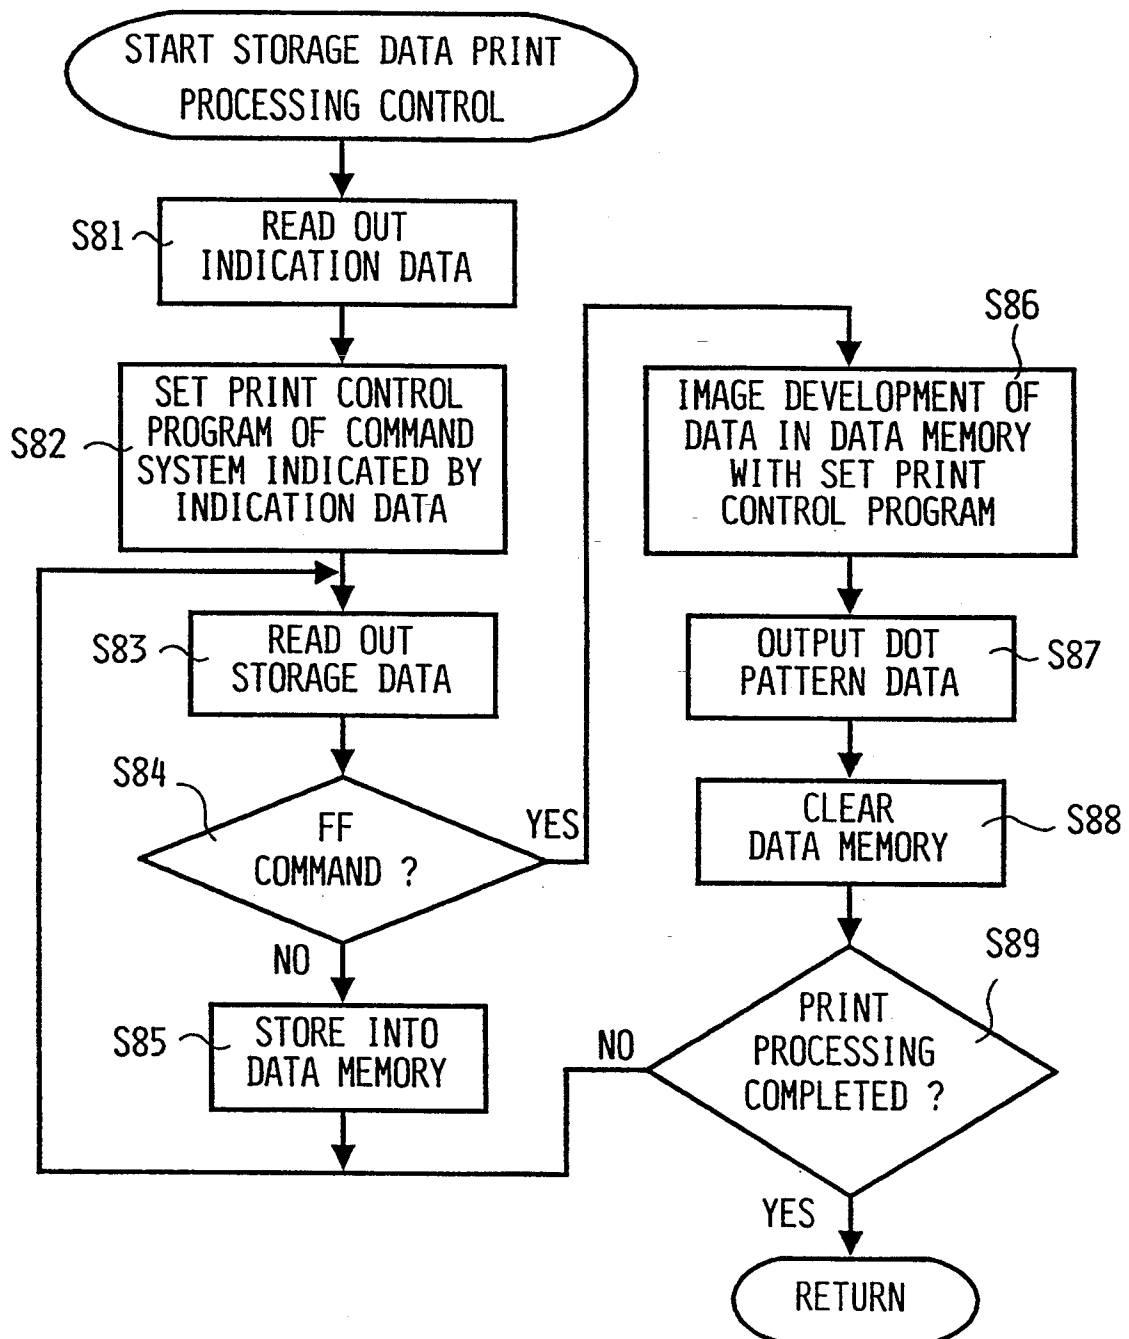 START STORAGE DATA PRINT
PROCESSING CONTROL
S81
READ OUT
INDICATION DATA
S82
SET PRINT CONTROL
PROGRAM OF COMMAND
SYSTEM INDICATED BY
INDICATION DATA
S83
READ OUT
STORAGE DATA
S84
FF
COMMAND ?
YES
NO
S85
STORE INTO
DATA MEMORY
S86
IMAGE DEVELOPMENT OF
DATA IN DATA MEMORY
WITH SET PRINT
CONTROL PROGRAM
OUTPUT DOT
PATTERN DATA
S87
CLEAR
DATA MEMORY
S88
S89
PRINT
PROCESSING
COMPLETED ?
NO
YES
RETURN